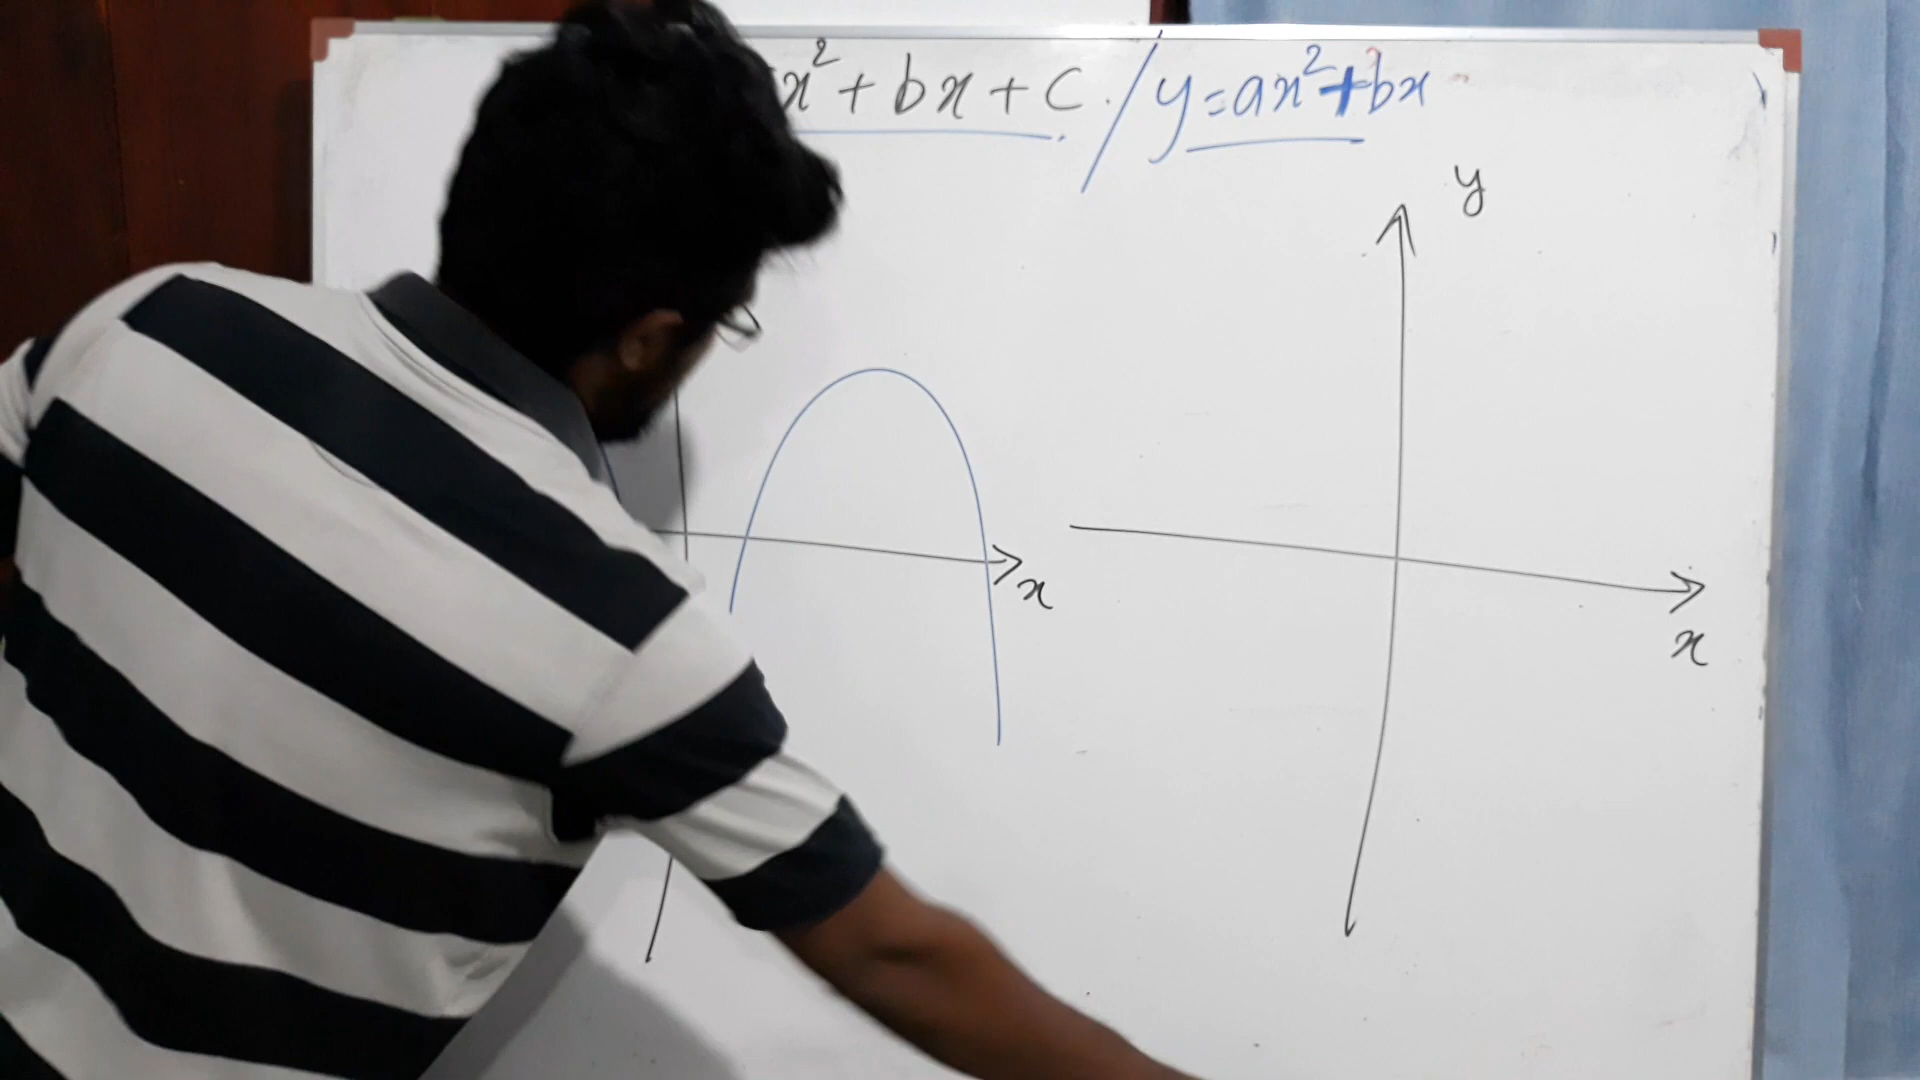 x² + bx + c. / y = ax² + bx
y
x
x